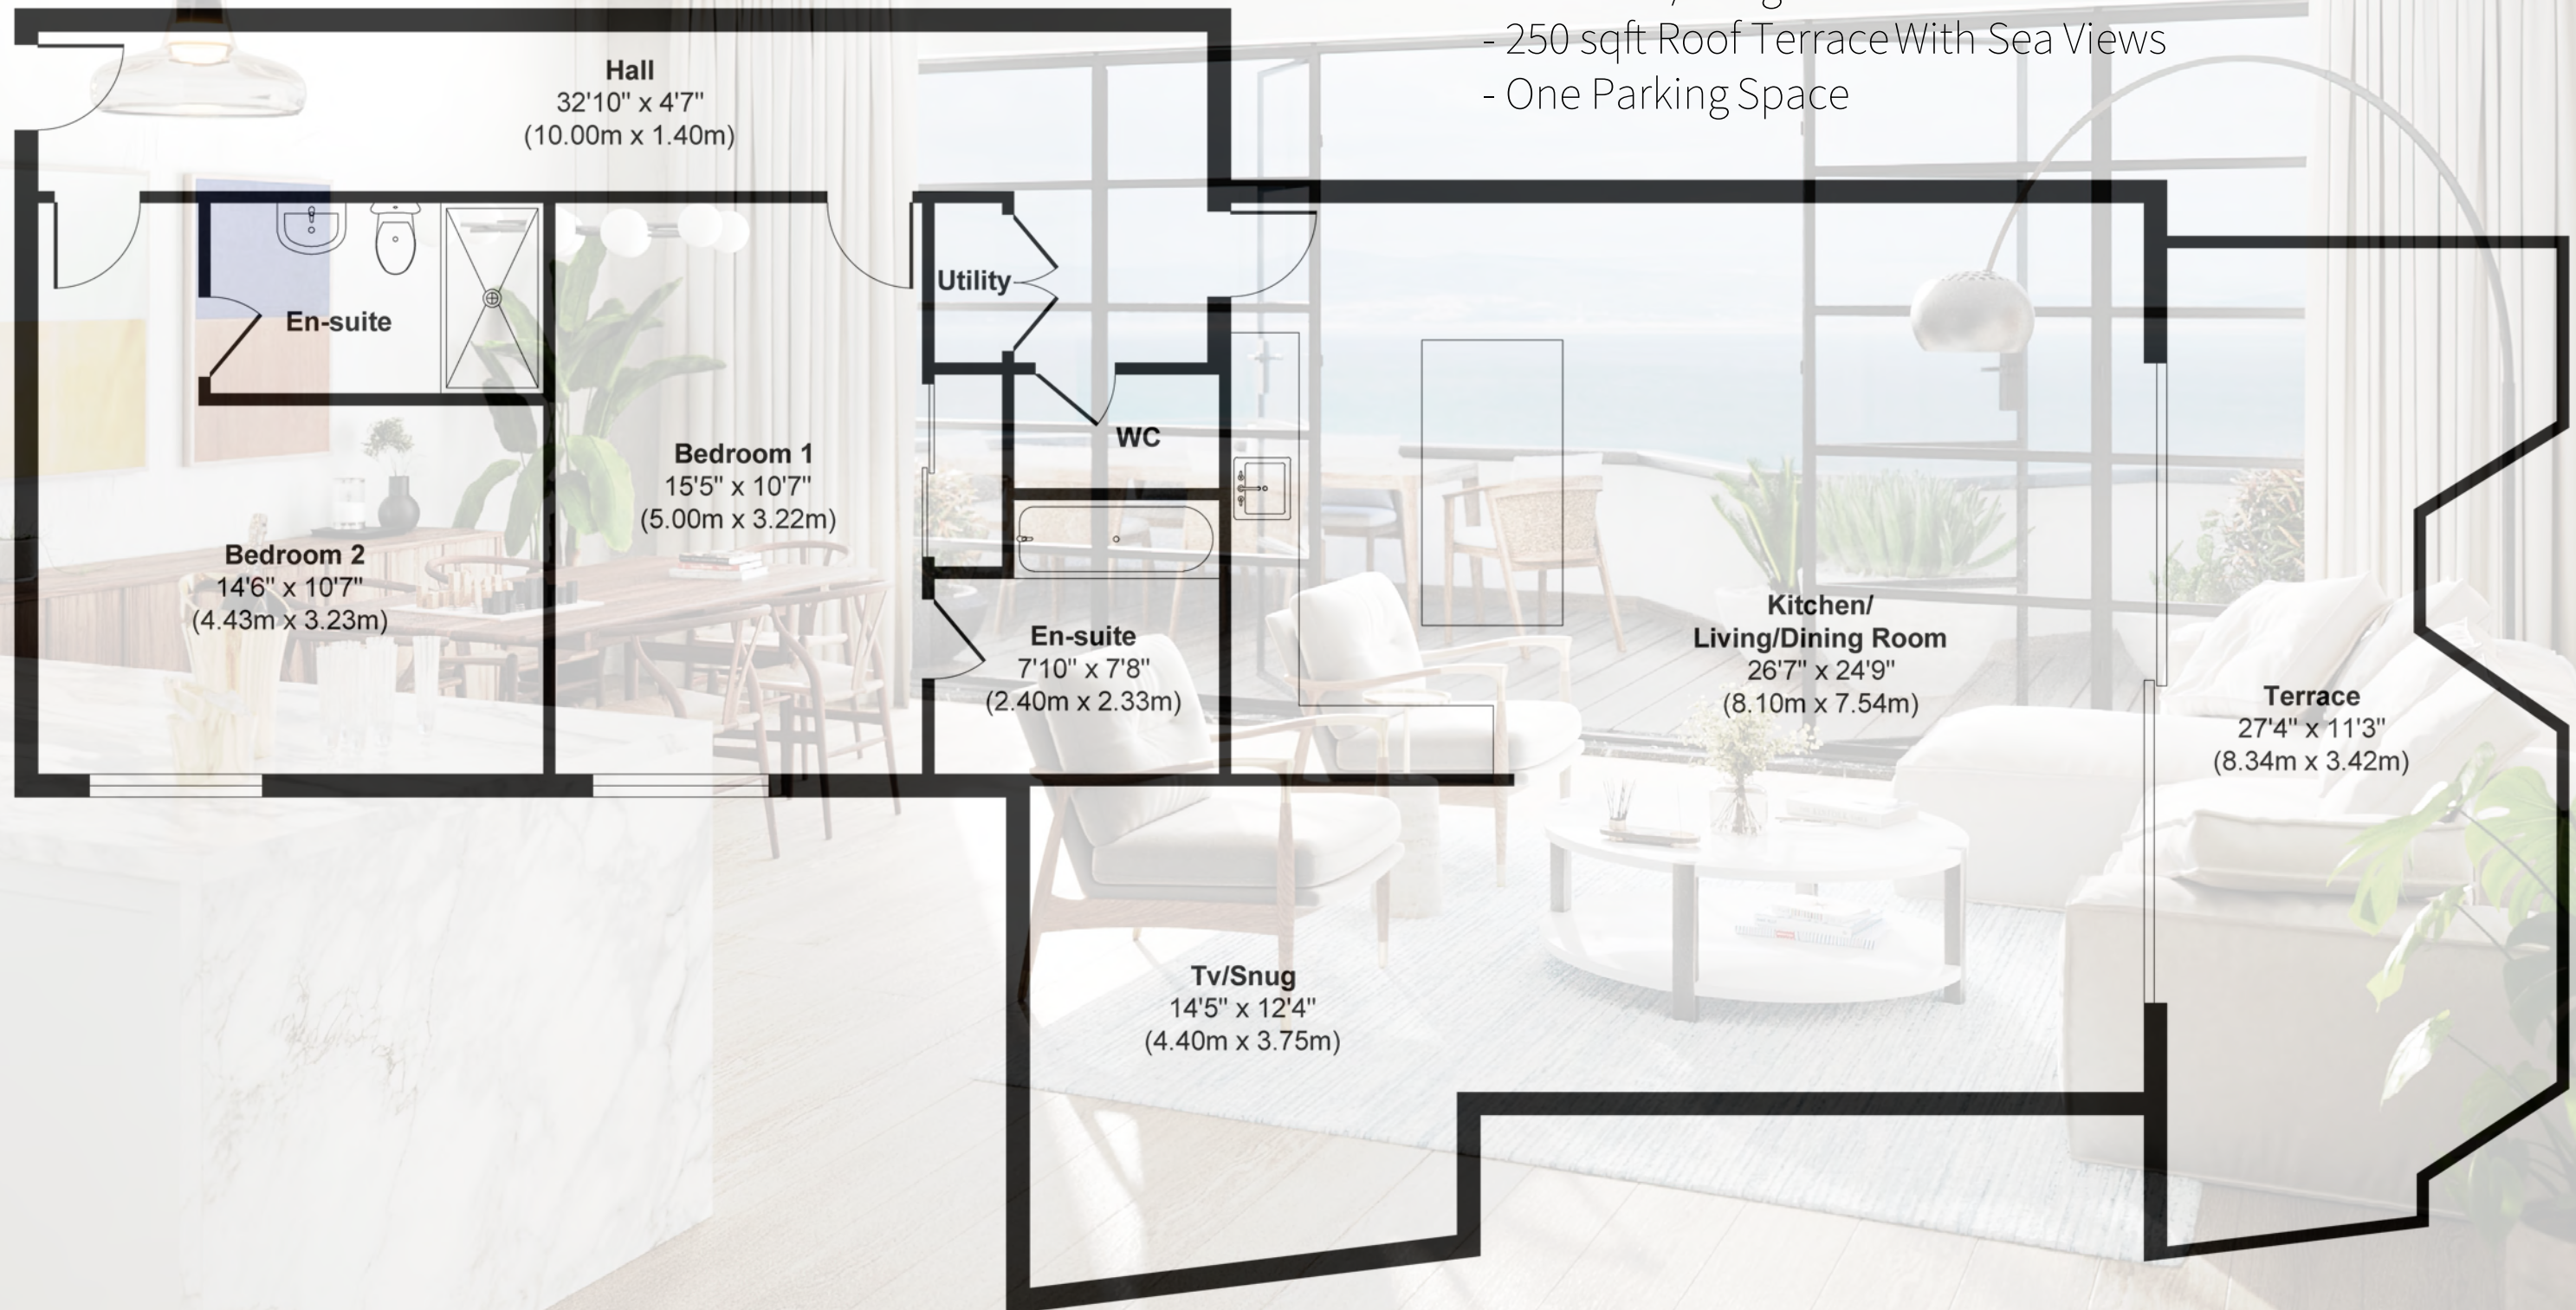 - 250 sqft Roof Terrace With Sea Views
- One Parking Space
Hall
32'10" x 4'7"
(10.00m x 1.40m)
Utility
En-suite
WC
Bedroom 1
15'5" x 10'7"
(5.00m x 3.22m)
Bedroom 2
14'6" x 10'7"
(4.43m x 3.23m)
En-suite
7'10" x 7'8"
(2.40m x 2.33m)
Kitchen/
Living/Dining Room
26'7" x 24'9"
(8.10m x 7.54m)
Terrace
27'4" x 11'3"
(8.34m x 3.42m)
Tv/Snug
14'5" x 12'4"
(4.40m x 3.75m)